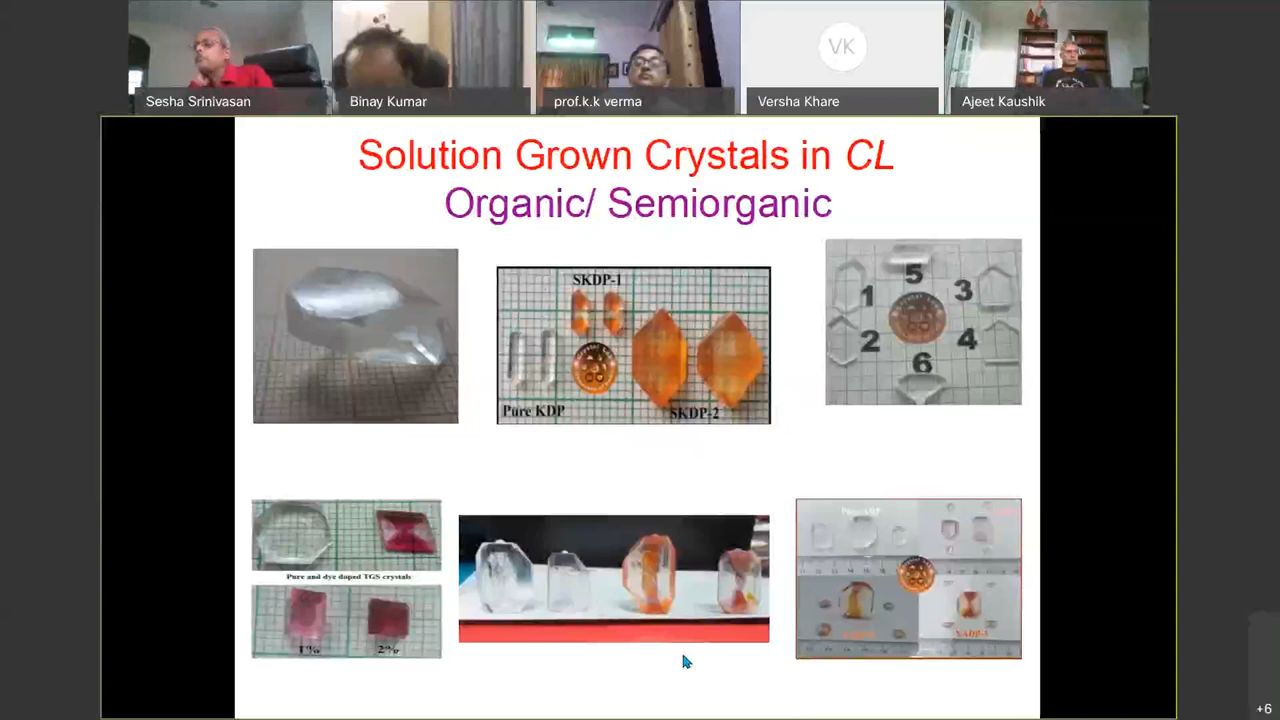 Sesha Srinivasan
Binay Kumar
prof.k.k verma
VK
Versha Khare
Ajeet Kaushik
Solution Grown Crystals in CL
Organic/ Semiorganic
SKDP-1
Pure KDP
SKDP-2
1
2
5
3
4
6
Pure and dye doped TGS crystals
1%
2%
+6